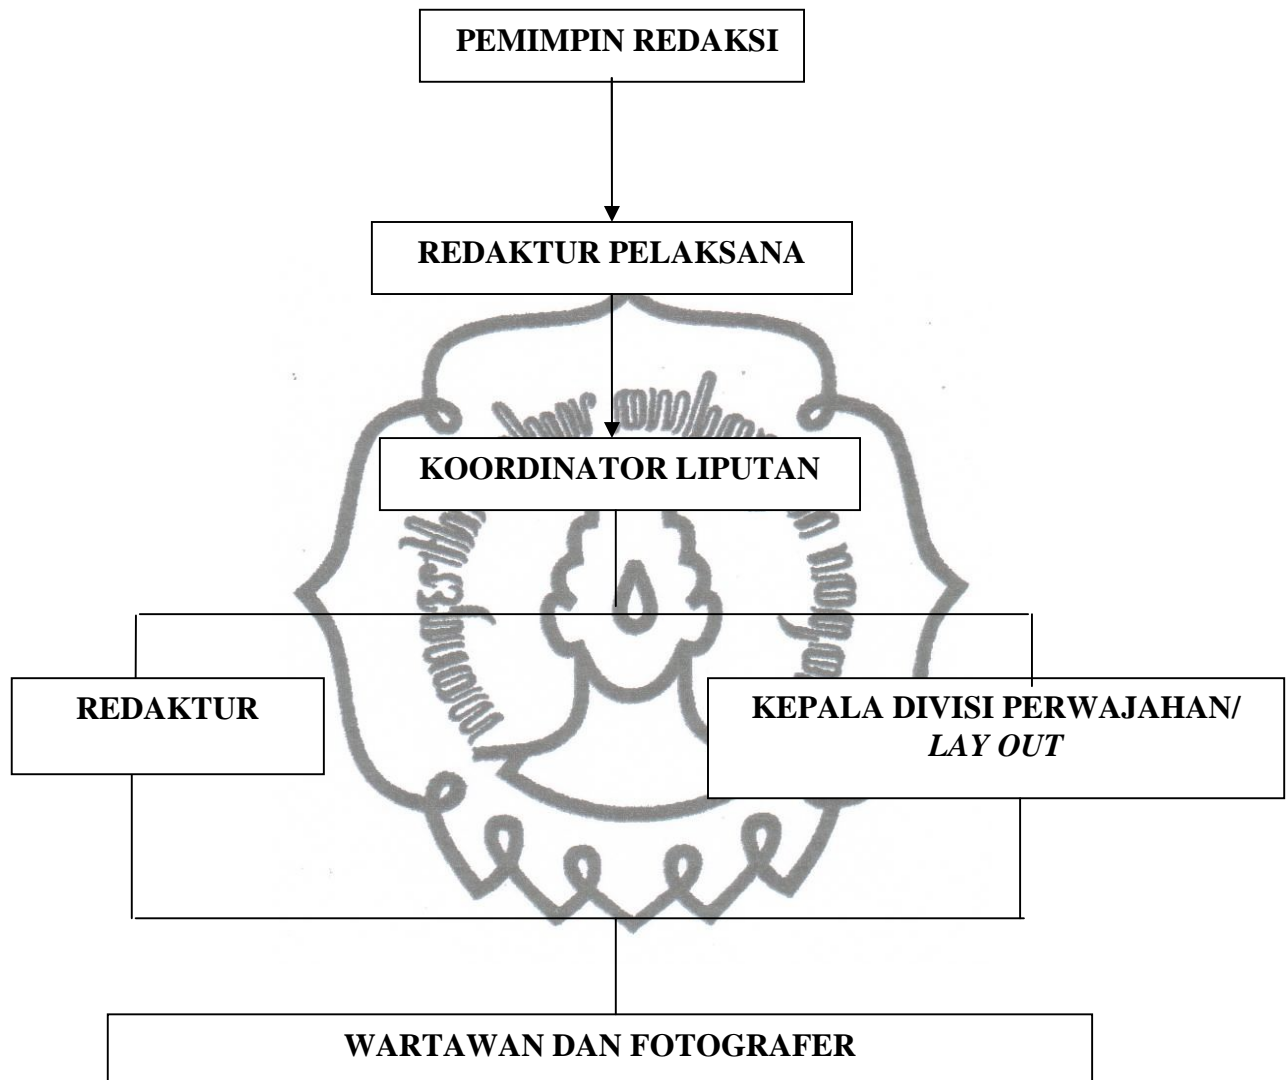 PEMIMPIN REDAKSI
REDAKTUR PELAKSANA
KOORDINATOR LIPUTAN
REDAKTUR
KEPALA DIVISI PERWAJAHAN/
LAY OUT
WARTAWAN DAN FOTOGRAFER